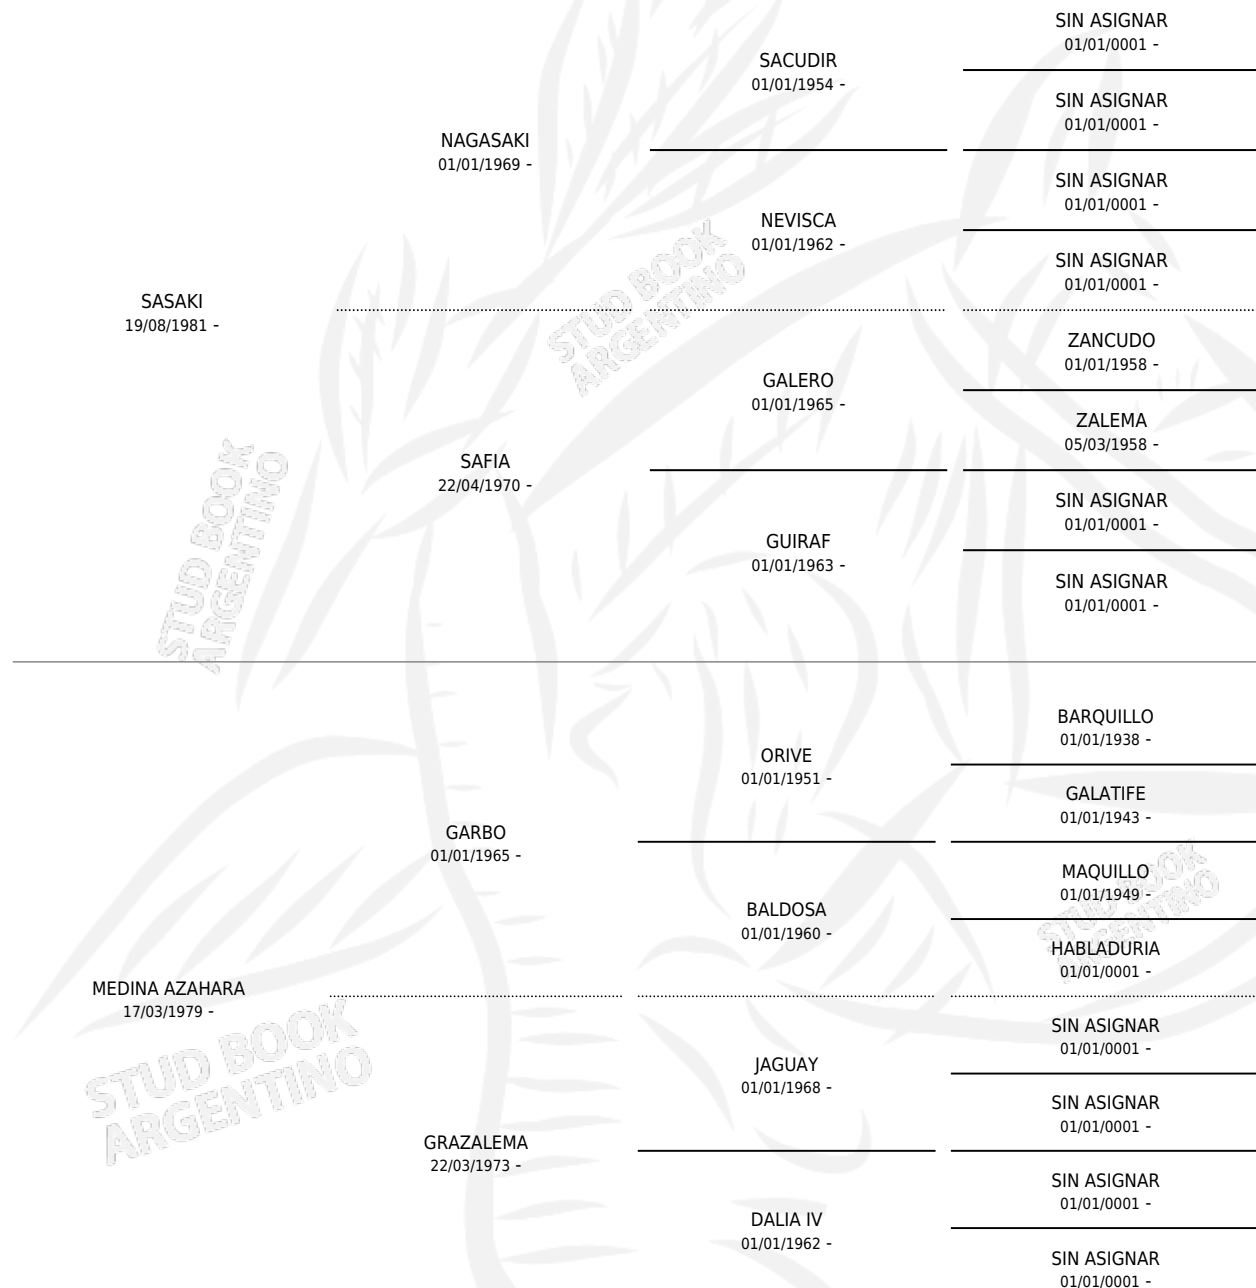 SIN ASIGNAR
01/01/0001 -
SACUDIR
01/01/1954 -
SIN ASIGNAR
01/01/0001 -
NAGASAKI
01/01/1969 -
SIN ASIGNAR
01/01/0001 -
NEVISCA
01/01/1962 -
SIN ASIGNAR
01/01/0001 -
SASAKI
19/08/1981 -
STUD BOOK
ARGENTINO
ZANCUDO
01/01/1958 -
GALERO
01/01/1965 -
ZALEMA
05/03/1958 -
SAFIA
22/04/1970 -
SIN ASIGNAR
01/01/0001 -
GUIRAF
01/01/1963 -
SIN ASIGNAR
01/01/0001 -
STUD BOOK
ARGENTINO
BARQUILLO
01/01/1938 -
ORIVE
01/01/1951 -
GALATIFE
01/01/1943 -
GARBO
01/01/1965 -
MAQUILLO
01/01/1949 -
BALDOSA
01/01/1960 -
HABLADURIA
01/01/0001 -
STUD BOOK
ARGENTINO
MEDINA AZAHARA
17/03/1979 -
STUD BOOK
ARGENTINO
SIN ASIGNAR
01/01/0001 -
JAGUAY
01/01/1968 -
SIN ASIGNAR
01/01/0001 -
GRAZALEMA
22/03/1973 -
SIN ASIGNAR
01/01/0001 -
DALIA IV
01/01/1962 -
SIN ASIGNAR
01/01/0001 -